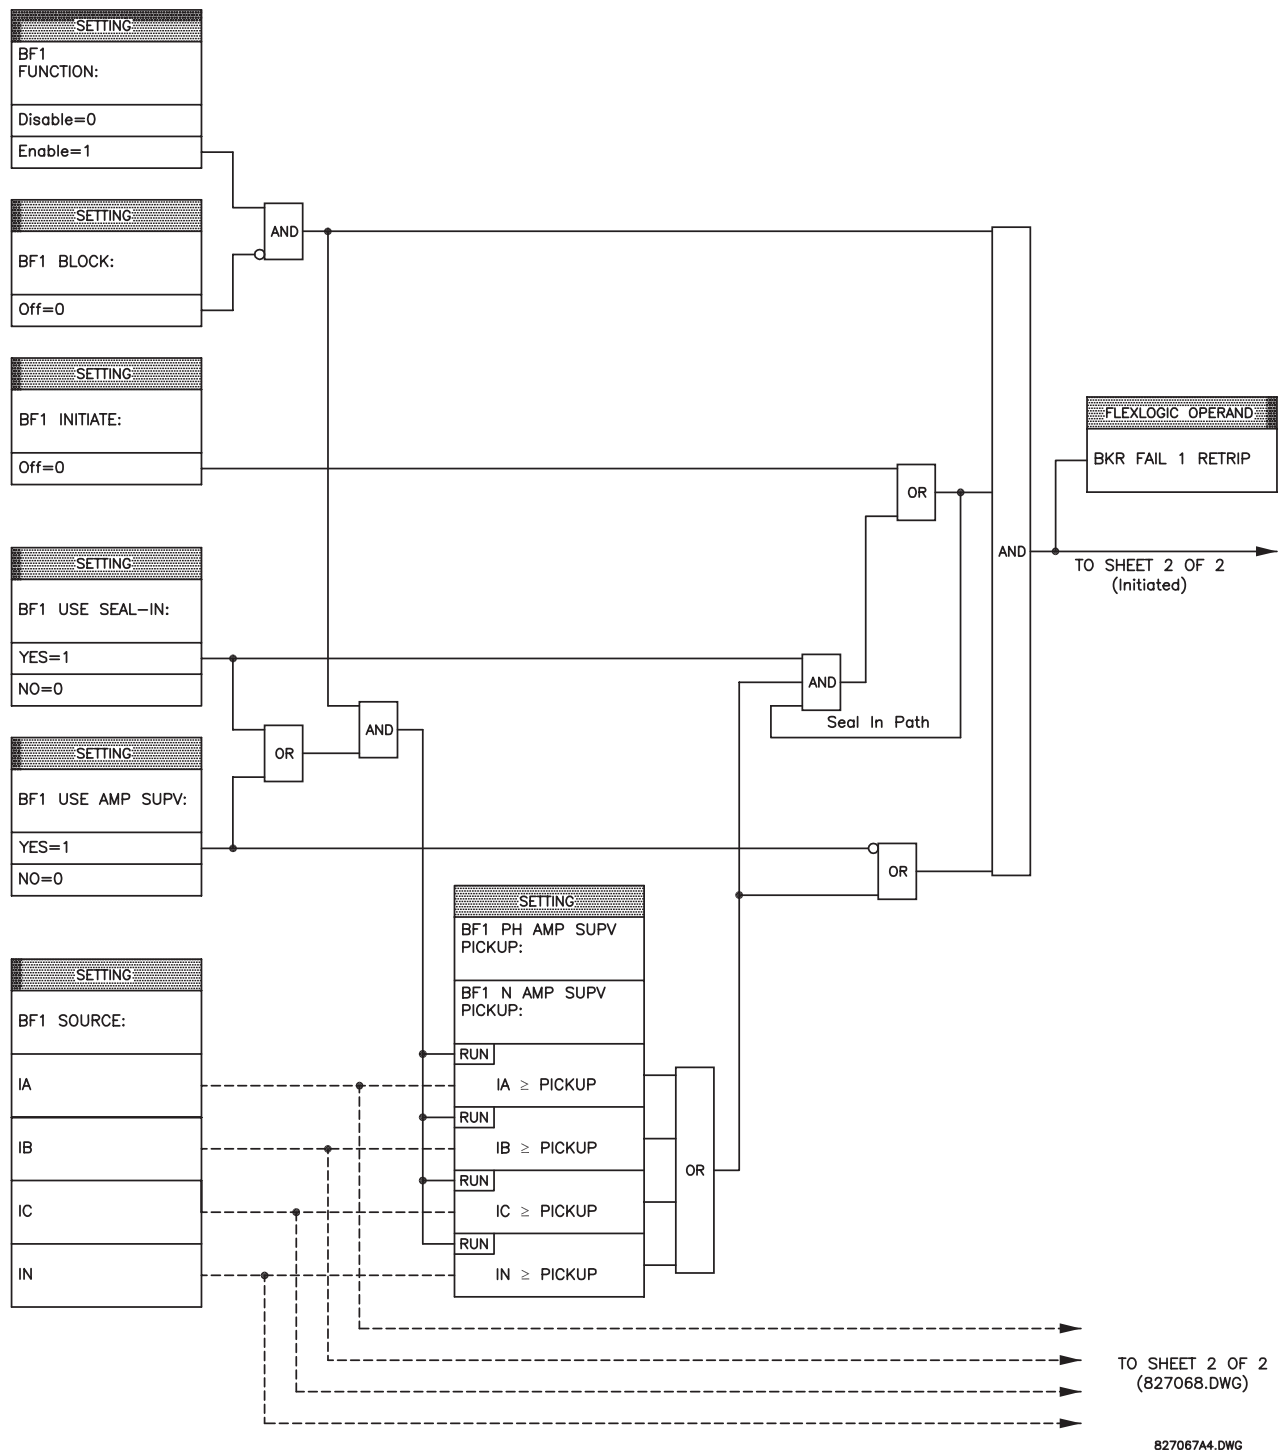 SETTING
BF1
FUNCTION:
Disable=0
Enable=1
SETTING
BF1 BLOCK:
Off=0
AND
SETTING
BF1 INITIATE:
Off=0
OR
AND
FLEXLOGIC OPERAND
BKR FAIL 1 RETRIP
TO SHEET 2 OF 2
(Initiated)
SETTING
BF1 USE SEAL-IN:
YES=1
NO=0
AND
Seal In Path
OR
AND
SETTING
BF1 USE AMP SUPV:
YES=1
NO=0
OR
SETTING
BF1 PH AMP SUPV
PICKUP:
BF1 N AMP SUPV
PICKUP:
RUN
IA ≥ PICKUP
RUN
IB ≥ PICKUP
RUN
IC ≥ PICKUP
RUN
IN ≥ PICKUP
OR
SETTING
BF1 SOURCE:
IA
IB
IC
IN
TO SHEET 2 OF 2
(827068.DWG)
827067A4.DWG